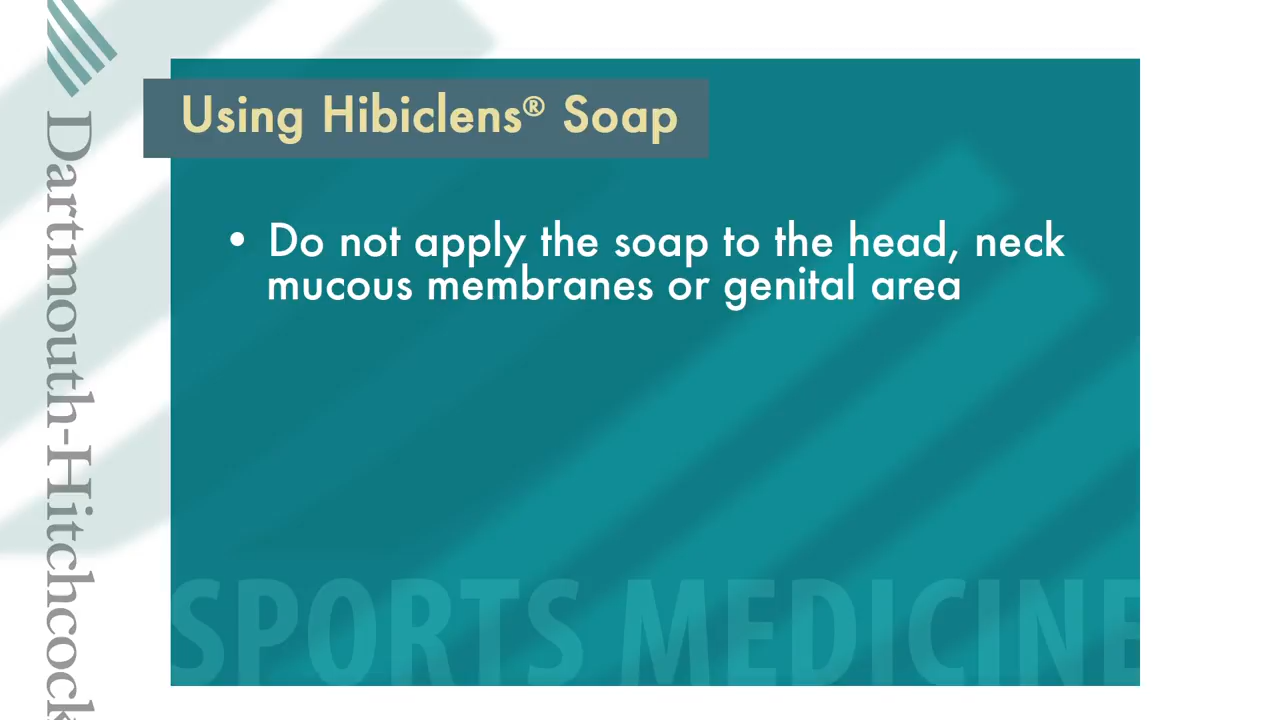 Dartmouth-Hitchcock
Using Hibiclens® Soap
• Do not apply the soap to the head, neck
mucous membranes or genital area
SPORTS MEDICINE